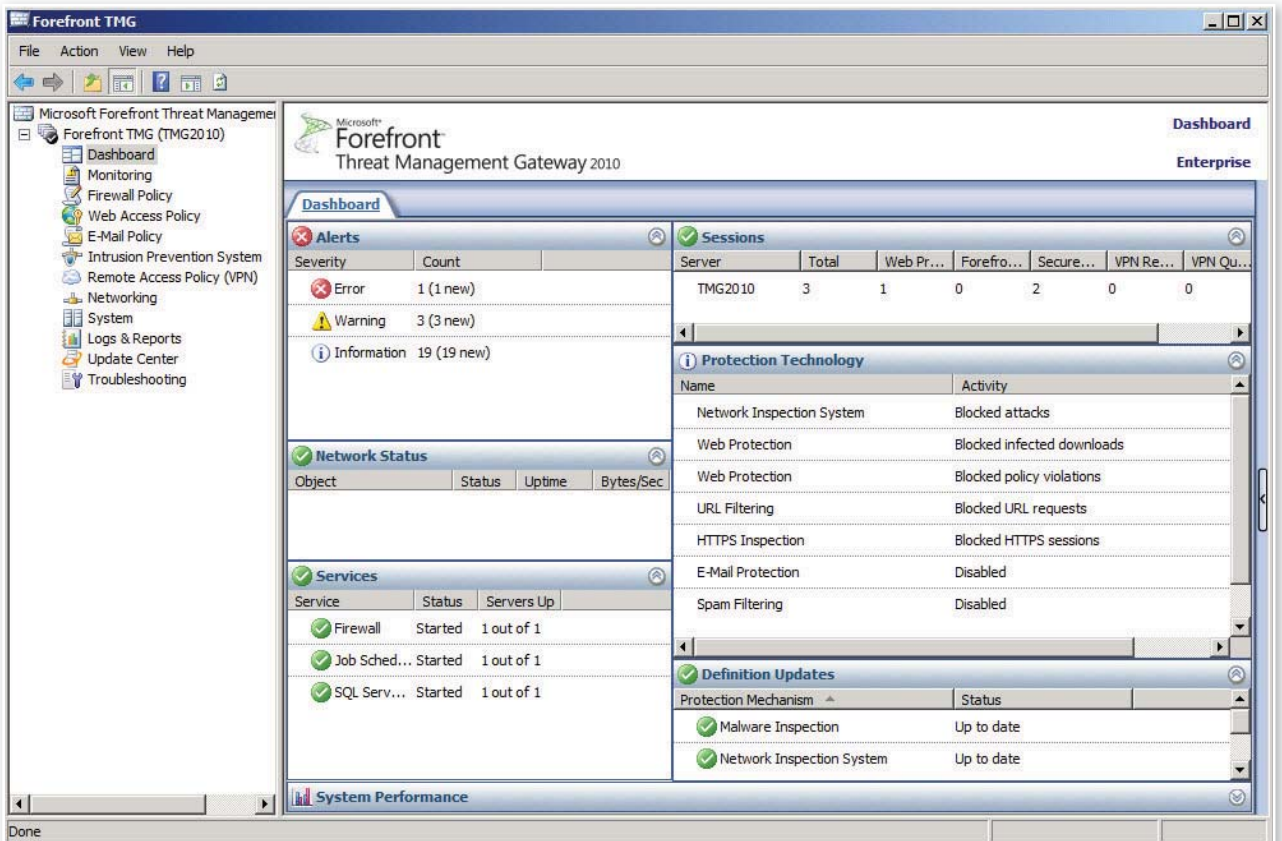 Forefront TMG
File Action View Help
Microsoft Forefront Threat Managemen
Forefront TMG (TMG2010)
Dashboard
Monitoring
Firewall Policy
Web Access Policy
E-Mail Policy
Intrusion Prevention System
Remote Access Policy (VPN)
Networking
System
Logs & Reports
Update Center
Troubleshooting
Microsoft
Forefront
Threat Management Gateway 2010
Dashboard
Enterprise
Dashboard
Alerts
Severity Count
Error 1 (1 new)
Warning 3 (3 new)
Information 19 (19 new)
Network Status
Object Status Uptime Bytes/Sec
Services
Service Status Servers Up
Firewall Started 1 out of 1
Job Sched... Started 1 out of 1
SQL Serv... Started 1 out of 1
Sessions
Server Total Web Pr... Forefro... Secure... VPN Re... VPN Qu...
TMG2010 3 1 0 2 0 0
Protection Technology
Name Activity
Network Inspection System Blocked attacks
Web Protection Blocked infected downloads
Web Protection Blocked policy violations
URL Filtering Blocked URL requests
HTTPS Inspection Blocked HTTPS sessions
E-Mail Protection Disabled
Spam Filtering Disabled
Definition Updates
Protection Mechanism Status
Malware Inspection Up to date
Network Inspection System Up to date
System Performance
Done